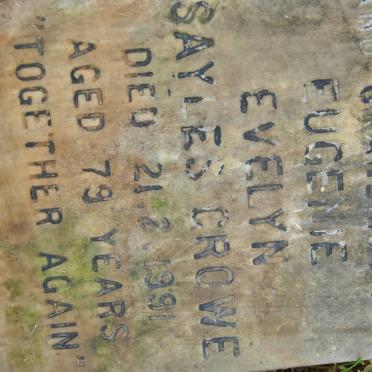 EUGENIE
EVELYN
SAYLES CROWE
DIED 21.2.1991
AGED 79 YEARS
"TOGETHER AGAIN"